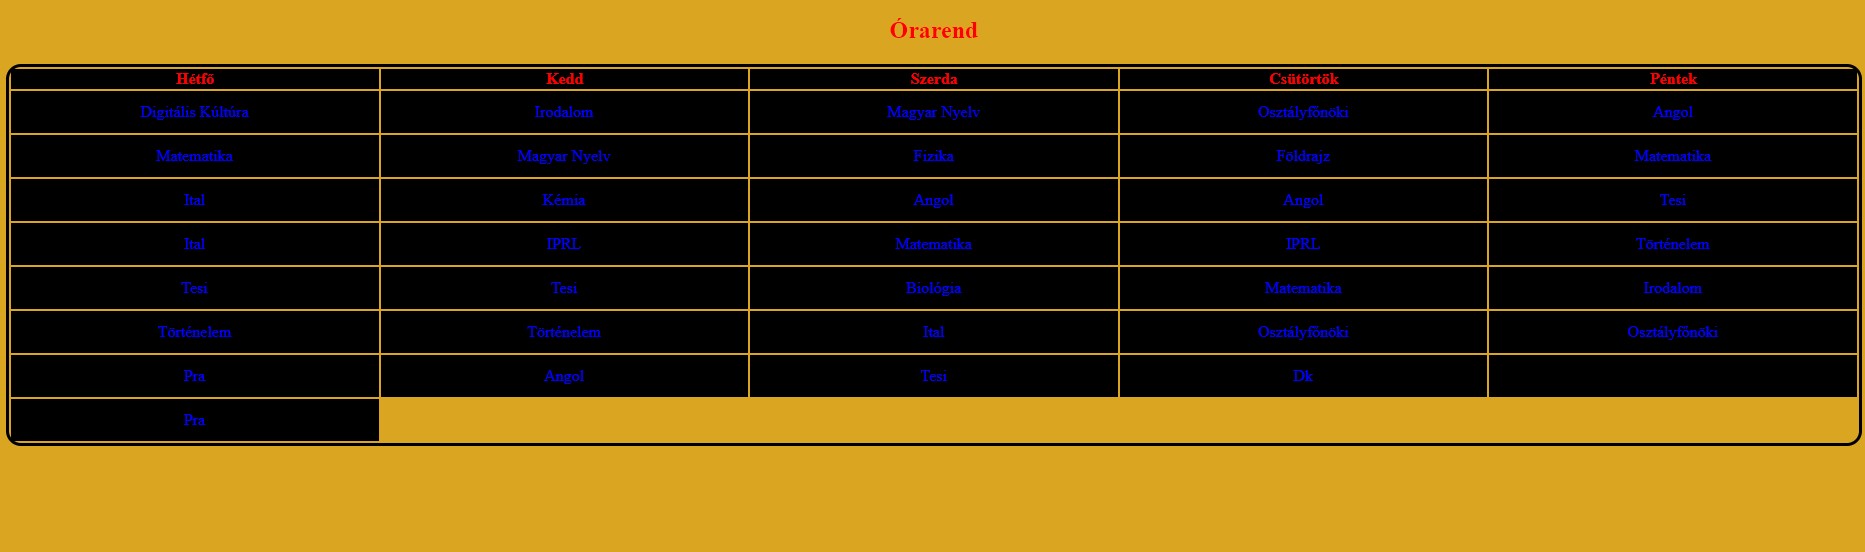 Órarend
Hétfő Kedd Szerda Csütörtök Péntek
Digitális Kúltúra Irodalom Magyar Nyelv Osztályfőnöki Angol
Matematika Magyar Nyelv Fizika Földrajz Matematika
Ital Kémia Angol Angol Tesi
Ital IPRL Matematika IPRL Történelem
Tesi Tesi Biológia Matematika Irodalom
Történelem Történelem Ital Osztályfőnöki Osztályfőnöki
Pra Angol Tesi Dk
Pra